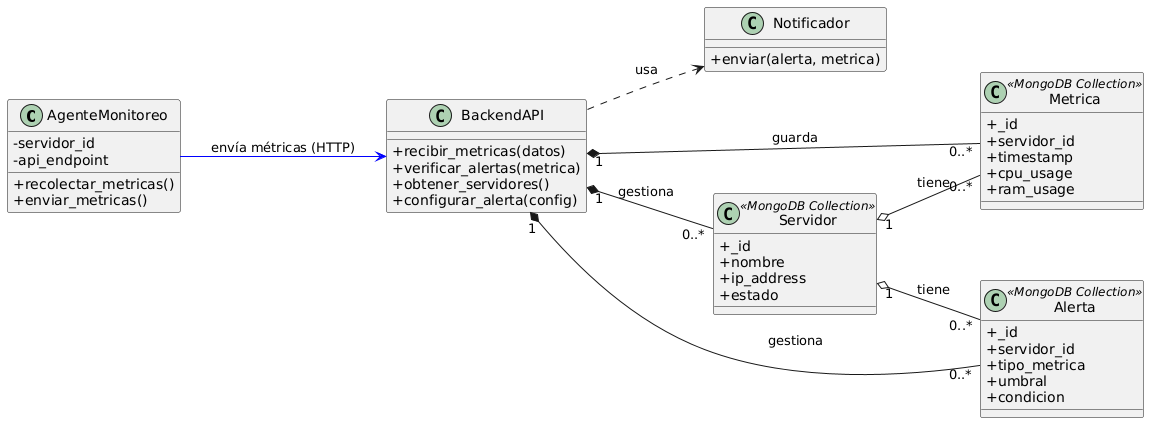 C AgenteMonitoreo
-servidor_id
-api_endpoint
+recolectar_metricas()
+enviar_metricas()
envía métricas (HTTP)
C BackendAPI
+recibir_metricas(datos)
+verificar_alertas(metrica)
+obtener_servidores()
+configurar_alerta(config)
usa
C Notificador
+enviar(alerta, metrica)
1
guarda
0..*
1
gestiona
0..*
1
gestiona
0..*
C «MongoDB Collection»
Servidor
+_id
+nombre
+ip_address
+estado
1
tiene
0..*
1
tiene
0..*
C «MongoDB Collection»
Metrica
+_id
+servidor_id
+timestamp
+cpu_usage
+ram_usage
C «MongoDB Collection»
Alerta
+_id
+servidor_id
+tipo_metrica
+umbral
+condicion